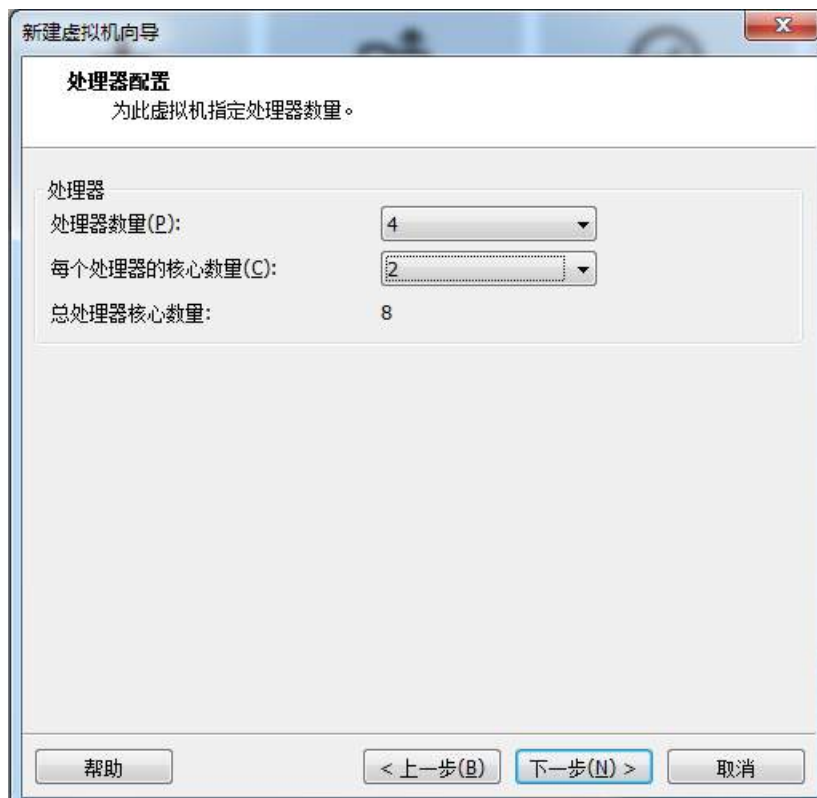 新建虚拟机向导
处理器配置
为此虚拟机指定处理器数量。
处理器
处理器数量(P): 4
每个处理器的核心数量(C): 2
总处理器核心数量: 8
帮助 < 上一步(B) 下一步(N) > 取消